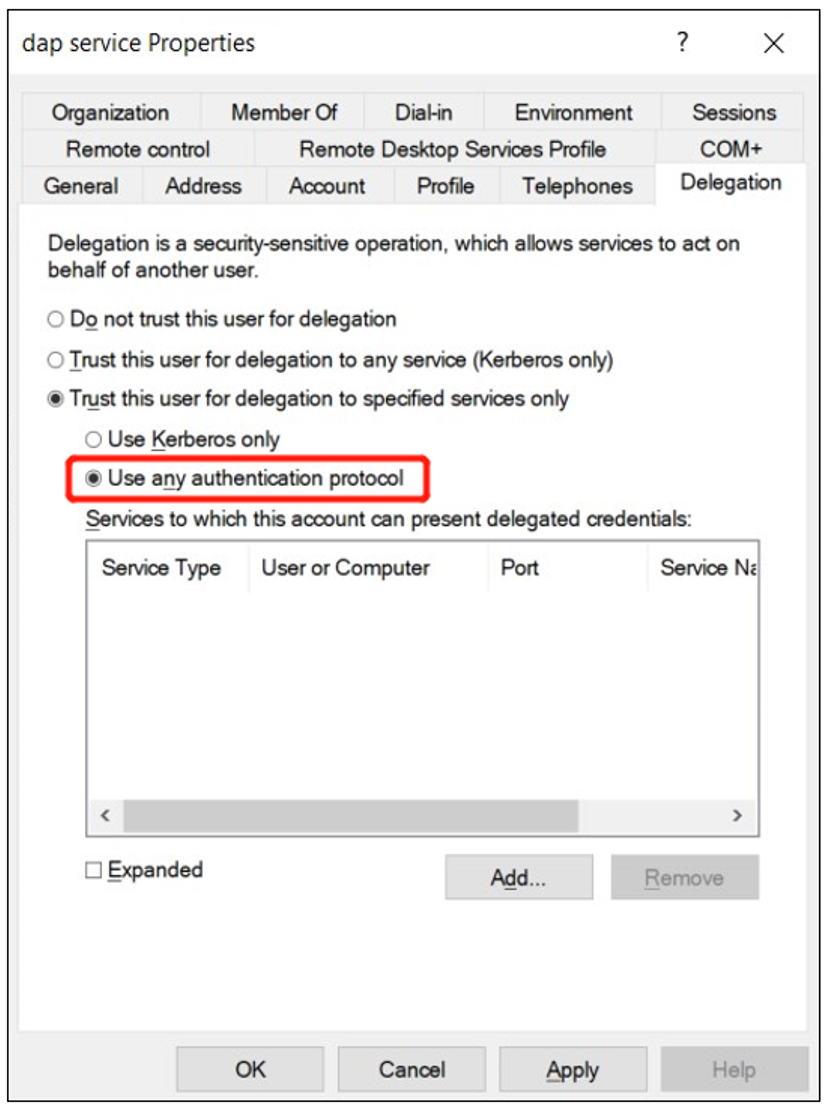 dap service Properties
?
Organization Member Of Dial-in Environment Sessions
Remote control Remote Desktop Services Profile COM+
General Address Account Profile Telephones Delegation
Delegation is a security-sensitive operation, which allows services to act on
behalf of another user.
Do not trust this user for delegation
Trust this user for delegation to any service (Kerberos only)
Trust this user for delegation to specified services only
Use Kerberos only
Use any authentication protocol
Services to which this account can present delegated credentials:
Service Type User or Computer Port Service Na
Expanded Add... Remove
OK Cancel Apply Help